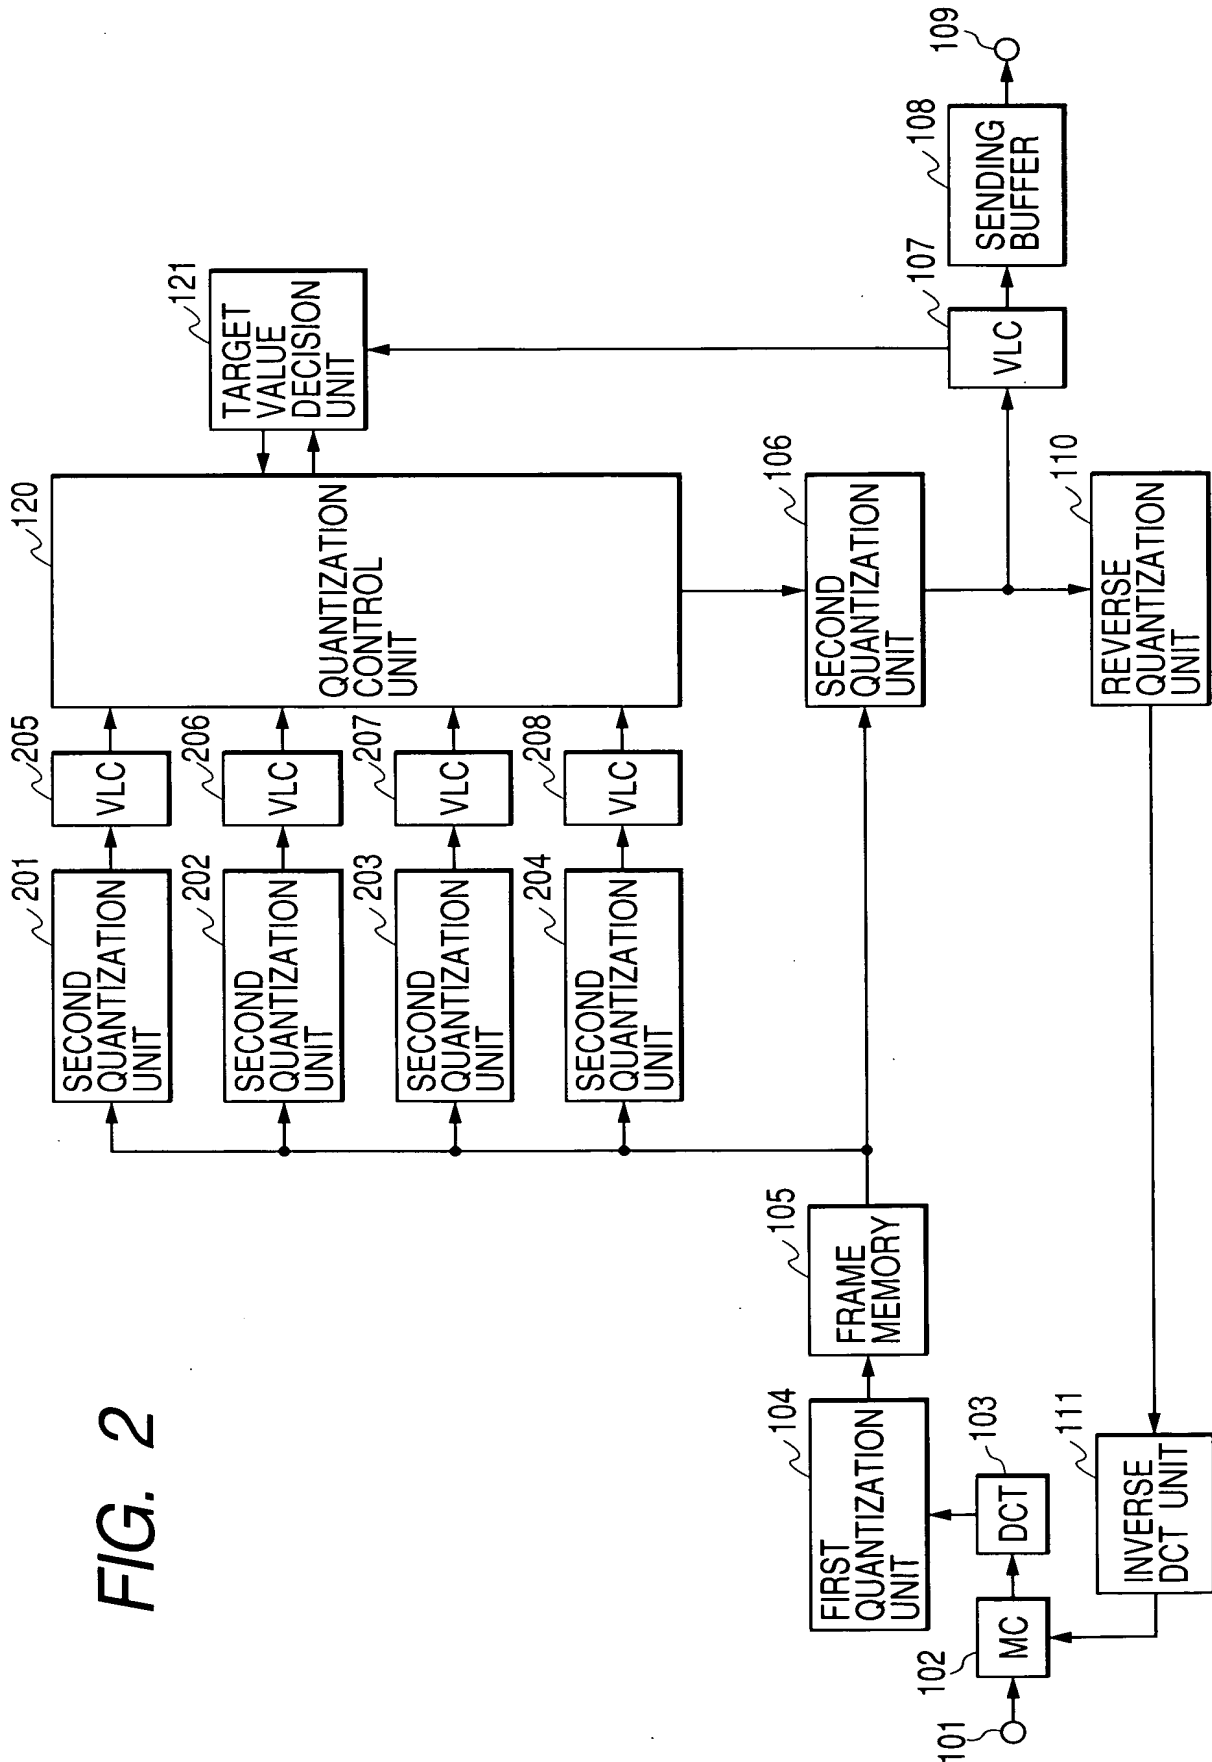 FIG. 2
201
SECOND
QUANTIZATION
UNIT
205
VLC
120
QUANTIZATION
CONTROL
UNIT
121
TARGET
VALUE
DECISION
UNIT
202
SECOND
QUANTIZATION
UNIT
206
VLC
203
SECOND
QUANTIZATION
UNIT
207
VLC
204
SECOND
QUANTIZATION
UNIT
208
VLC
104
FIRST
QUANTIZATION
UNIT
105
FRAME
MEMORY
106
SECOND
QUANTIZATION
UNIT
101
102
MC
103
DCT
107
VLC
108
SENDING
BUFFER
109
111
INVERSE
DCT UNIT
110
REVERSE
QUANTIZATION
UNIT